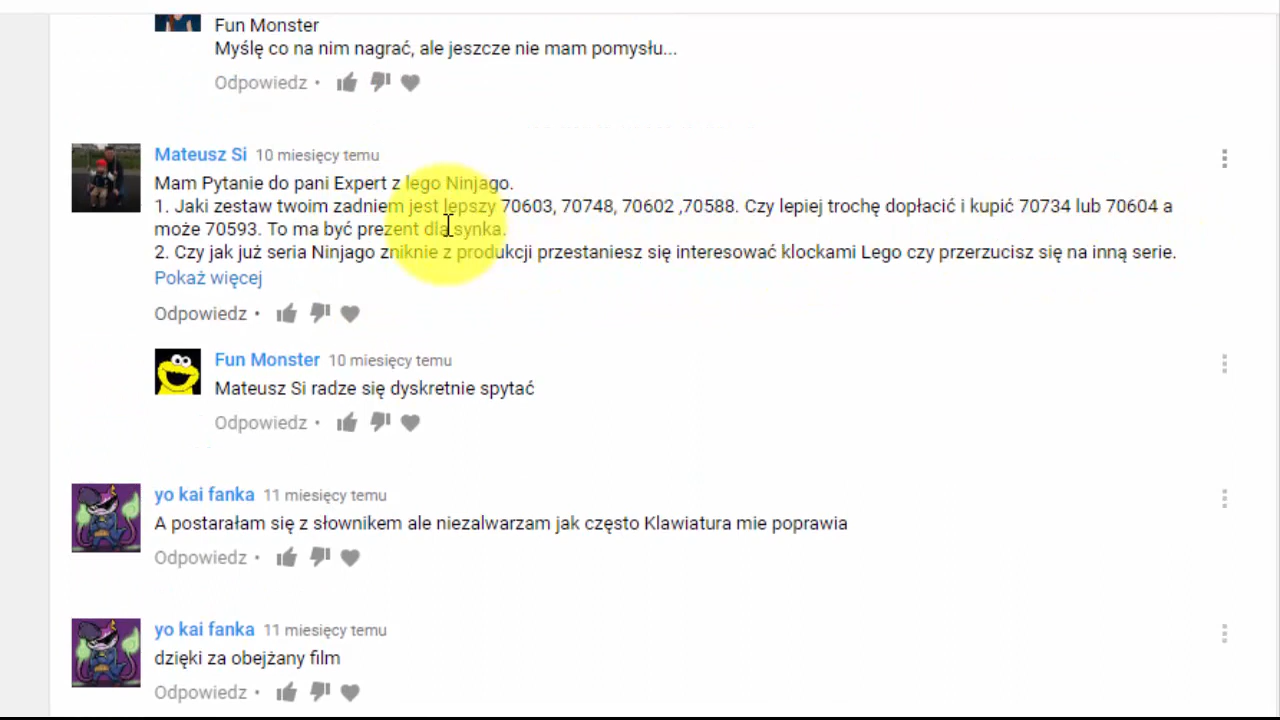 Fun Monster
Myślę co na nim nagrać, ale jeszcze nie mam pomysłu...
Odpowiedz •
Mateusz Si 10 miesięcy temu
Mam Pytanie do pani Expert z lego Ninjago.
1. Jaki zestaw twoim zadniem jest lepszy 70603, 70748, 70602 ,70588. Czy lepiej trochę dopłacić i kupić 70734 lub 70604 a
może 70593. To ma być prezent dla synka.
2. Czy jak już seria Ninjago zniknie z produkcji przestaniesz się interesować klockami Lego czy przerzucisz się na inną serie.
Pokaż więcej
Odpowiedz •
Fun Monster 10 miesięcy temu
Mateusz Si radze się dyskretnie spytać
Odpowiedz •
yo kai fanka 11 miesięcy temu
A postarałam się z słownikem ale niezalwarzam jak często Klawiatura mie poprawia
Odpowiedz •
yo kai fanka 11 miesięcy temu
dzięki za obejżany film
Odpowiedz •